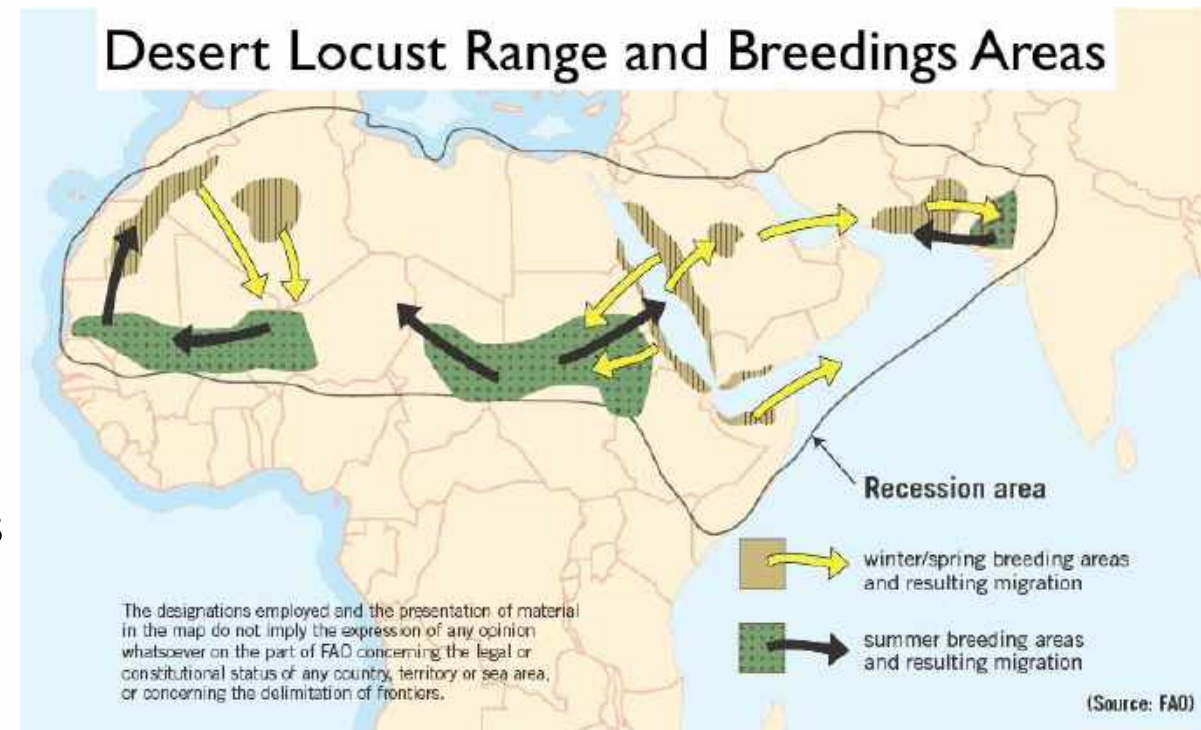 Desert Locust Range and Breedings Areas
Recession area
winter/spring breeding areas
and resulting migration
summer breeding areas
and resulting migration
The designations employed and the presentation of material
in the map do not imply the expression of any opinion
whatsoever on the part of FAO concerning the legal or
constitutional status of any country, territory or sea area,
or concerning the delimitation of frontiers.
(Source: FAO)